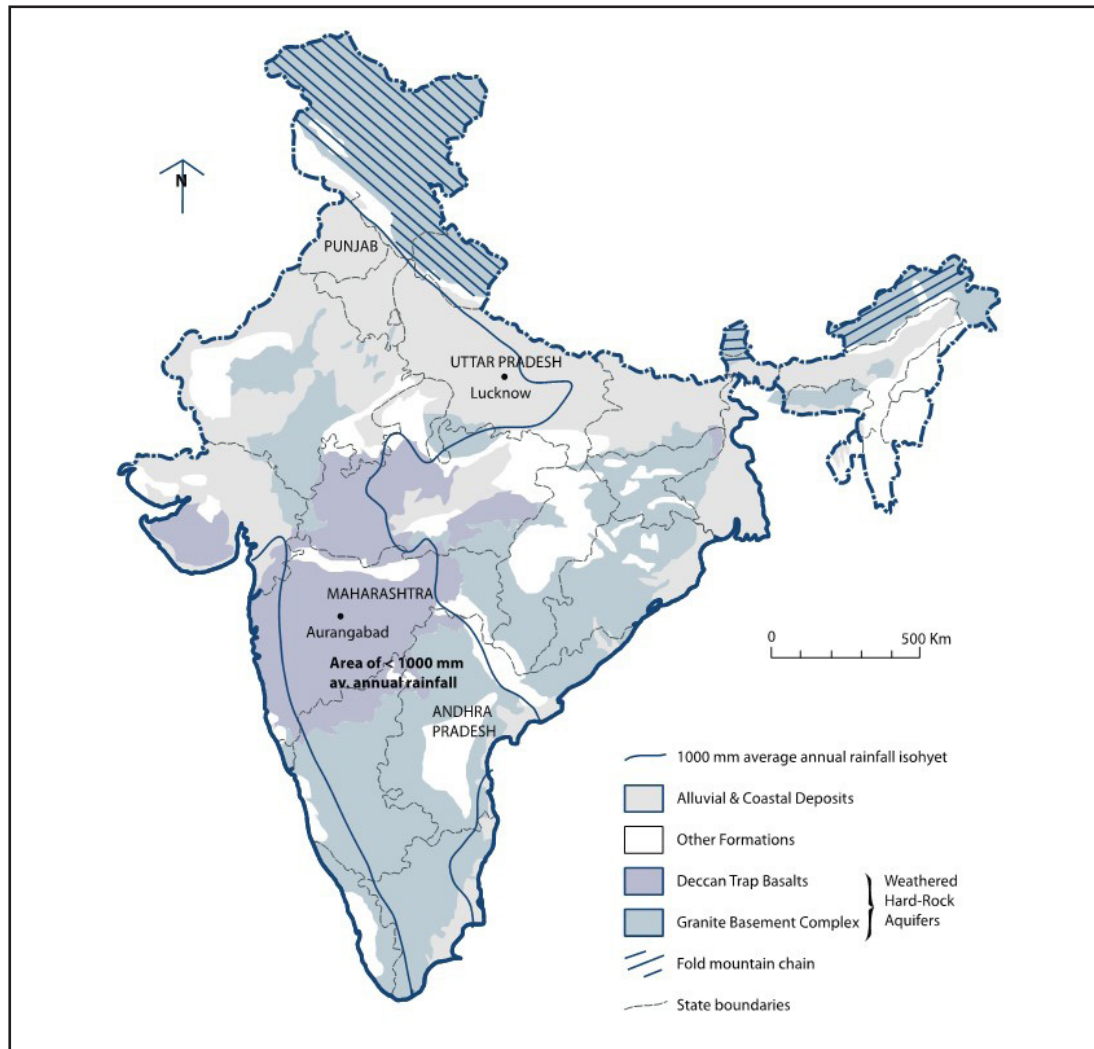 N
PUNJAB
UTTAR PRADESH
Lucknow
MAHARASHTRA
Aurangabad
Area of < 1000 mm
av. annual rainfall
ANDHRA
PRADESH
0 500 Km
1000 mm average annual rainfall isohyet
Alluvial & Coastal Deposits
Other Formations
Deccan Trap Basalts
Granite Basement Complex
Weathered
Hard-Rock
Aquifers
Fold mountain chain
State boundaries